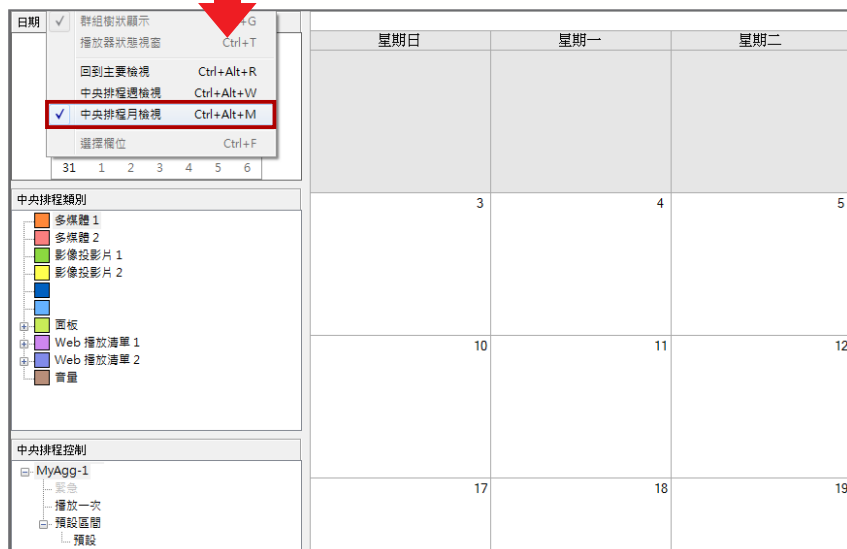 日期
群組樹狀顯示 +G
播放器狀態視窗 Ctrl+T
回到主要檢視 Ctrl+Alt+R
中央排程週檢視 Ctrl+Alt+W
中央排程月檢視 Ctrl+Alt+M
選擇欄位 Ctrl+F
31 1 2 3 4 5 6
中央排程類別
多媒體 1
多媒體 2
影像投影片 1
影像投影片 2
面板
Web 播放清單 1
Web 播放清單 2
音量
中央排程控制
MyAgg-1
緊急
播放一次
預設區間
預設
星期日 星期一 星期二
3 4 5
10 11 12
17 18 19